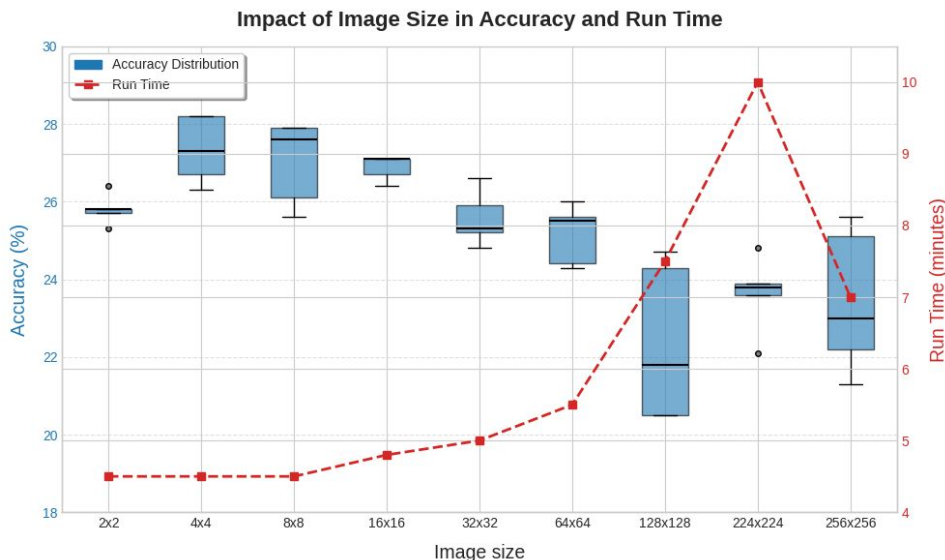 Impact of Image Size in Accuracy and Run Time
Accuracy Distribution
Run Time
Accuracy (%)
30
28
26
24
22
20
18
Run Time (minutes)
10
9
8
7
6
5
4
2x2 4x4 8x8 16x16 32x32 64x64 128x128 224x224 256x256
Image size